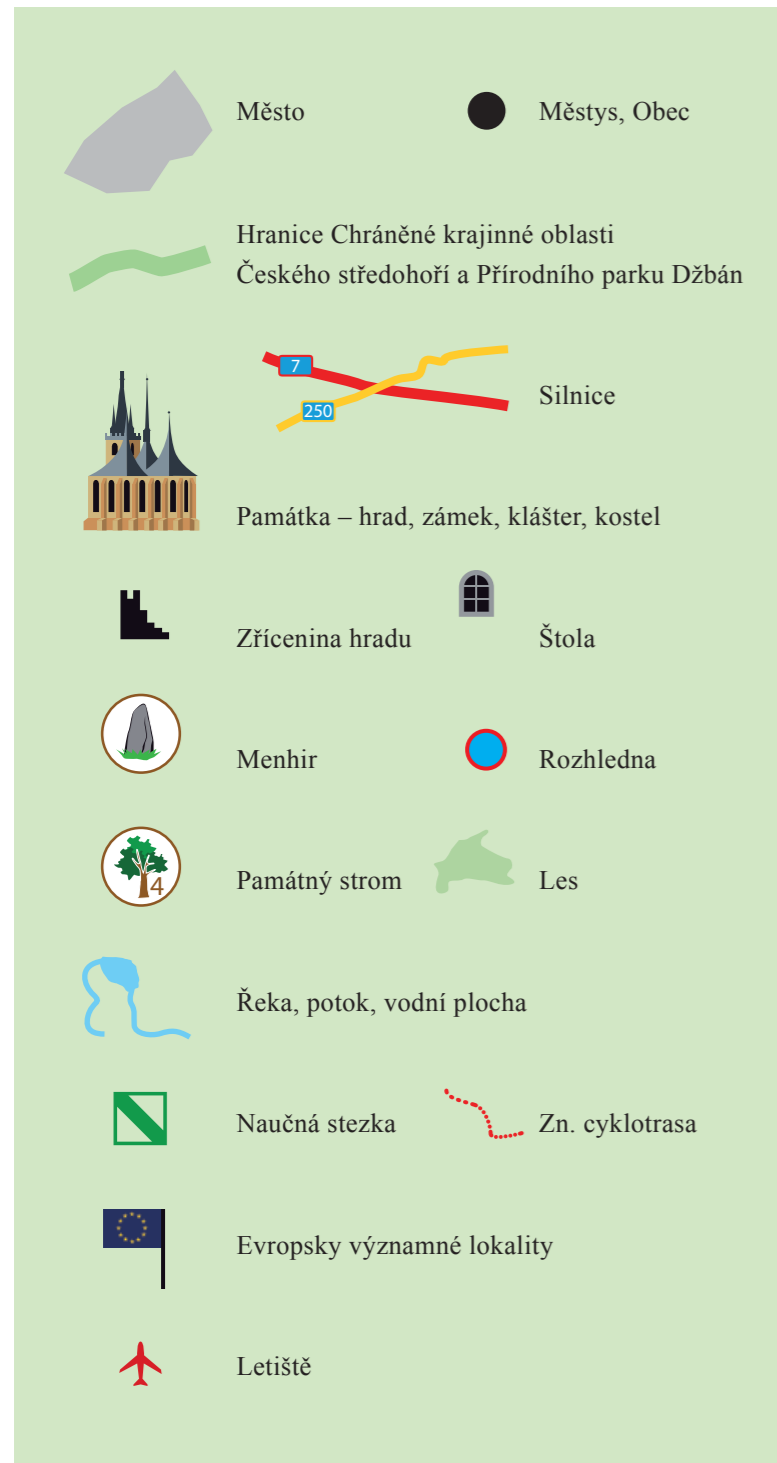 Město
Městys, Obec
Hranice Chráněné krajinné oblasti
Českého středohoří a Přírodního parku Džbán
7
250
Silnice
Památka – hrad, zámek, klášter, kostel
Zřícenina hradu
Štola
Menhir
Rozhledna
4
Památný strom
Les
Řeka, potok, vodní plocha
Naučná stezka
Zn. cyklotrasa
Evropsky významné lokality
Letiště